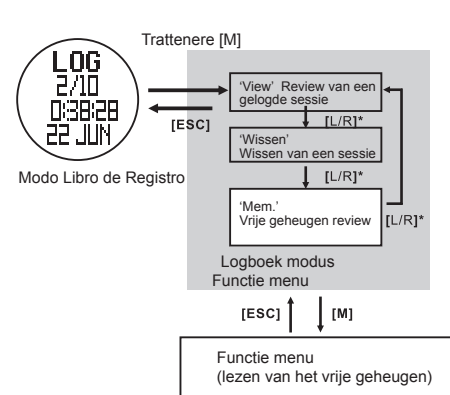 Trattenere [M]
LOG
2/10
0:38:28
22 JUN
[ESC]
Modo Libro de Registro
'View' Review van een
gelogde sessie
[L/R]*
'Wissen'
Wissen van een sessie
[L/R]*
'Mem.'
Vrije geheugen review
[L/R]*
Logboek modus
Functie menu
[ESC]
[M]
Functie menu
(lezen van het vrije geheugen)